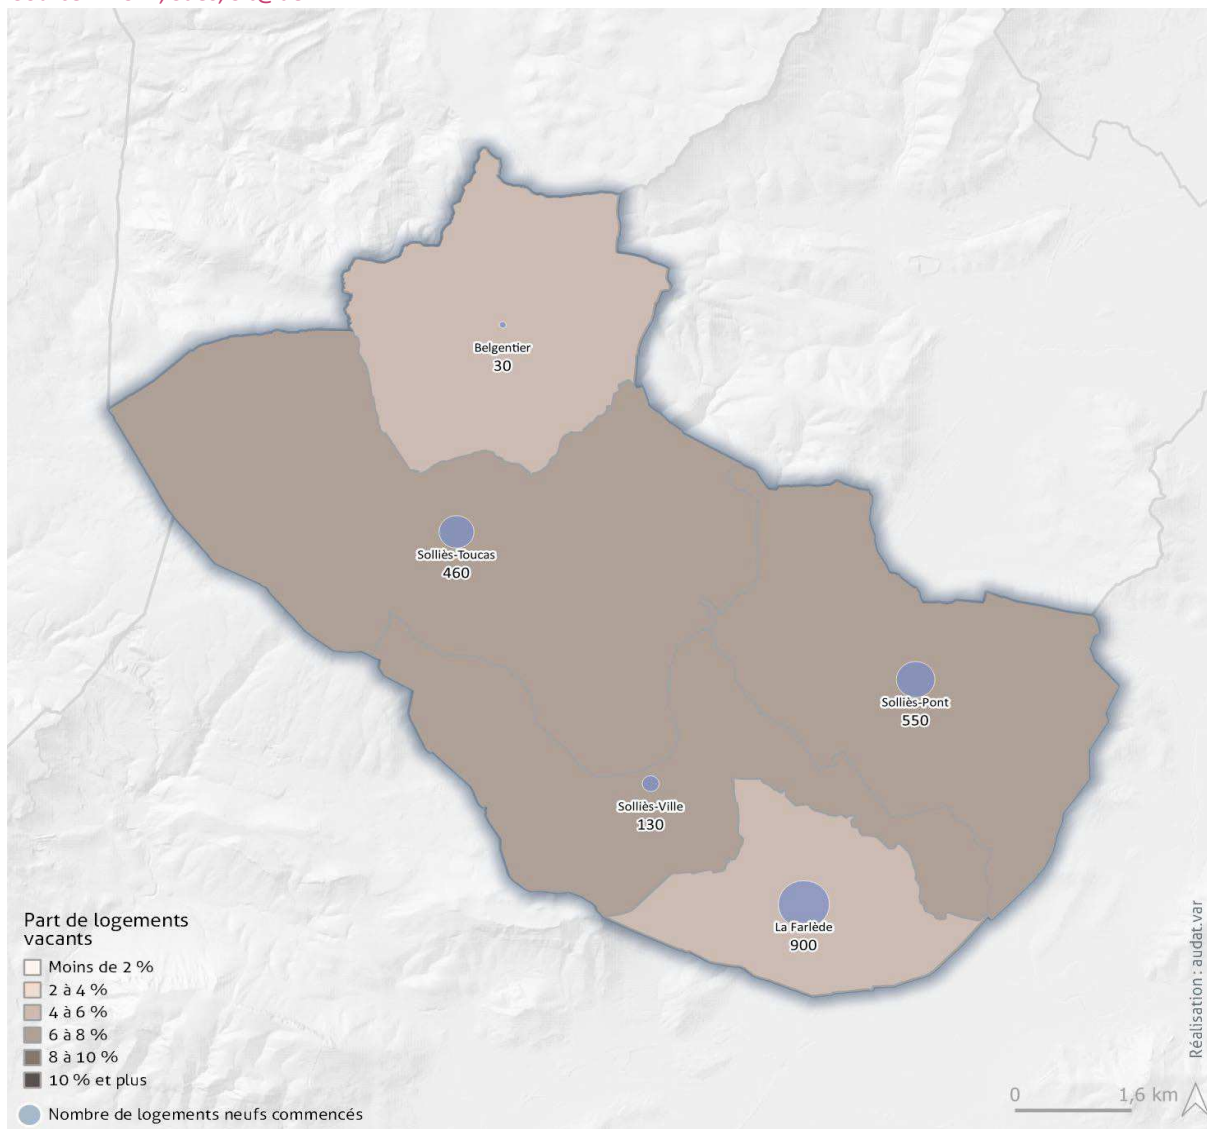 Belgentier
30
Solliès-Toucas
460
Solliès-Pont
550
Solliès-Ville
130
La Farlède
900
Part de logements
vacants
Moins de 2 %
2 à 4 %
4 à 6 %
6 à 8 %
8 à 10 %
10 % et plus
Nombre de logements neufs commencés
0 1,6 km
Réalisation : audat.var